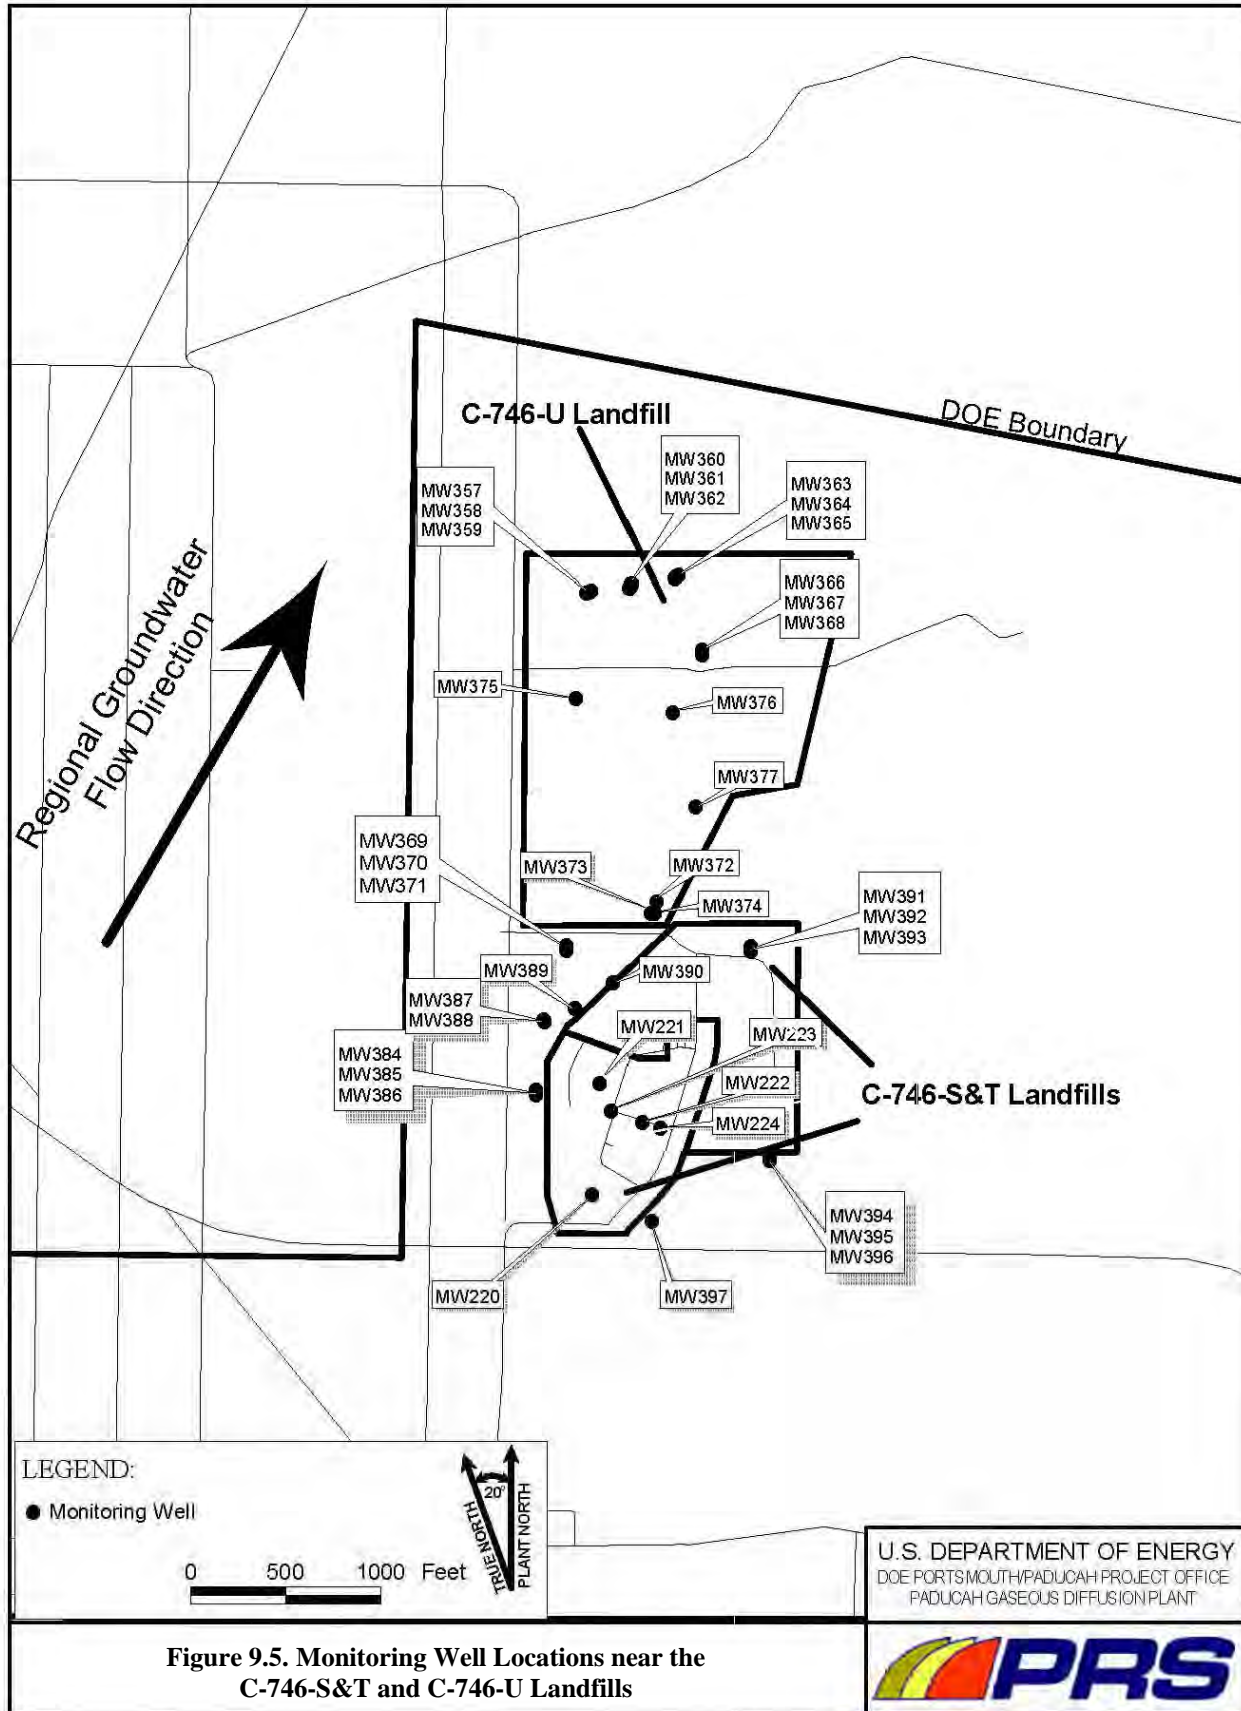 C-746-U Landfill
DOE Boundary
MW360
MW361
MW362
MW363
MW364
MW365
MW357
MW358
MW359
MW366
MW367
MW368
Regional Groundwater
Flow Direction
MW375
MW376
MW377
MW369
MW370
MW371
MW373
MW372
MW374
MW391
MW392
MW393
MW389
MW390
MW387
MW388
MW221
MW223
MW384
MW385
MW386
MW222
C-746-S&T Landfills
MW224
MW394
MW395
MW396
MW220
MW397
LEGEND:
Monitoring Well
0 500 1000 Feet
20°
TRUE NORTH
PLANT NORTH
U.S. DEPARTMENT OF ENERGY
DOE PORTSMOUTH/PADUCAH PROJECT OFFICE
PADUCAH GASEOUS DIFFUSION PLANT
Figure 9.5. Monitoring Well Locations near the
C-746-S&T and C-746-U Landfills
PRS